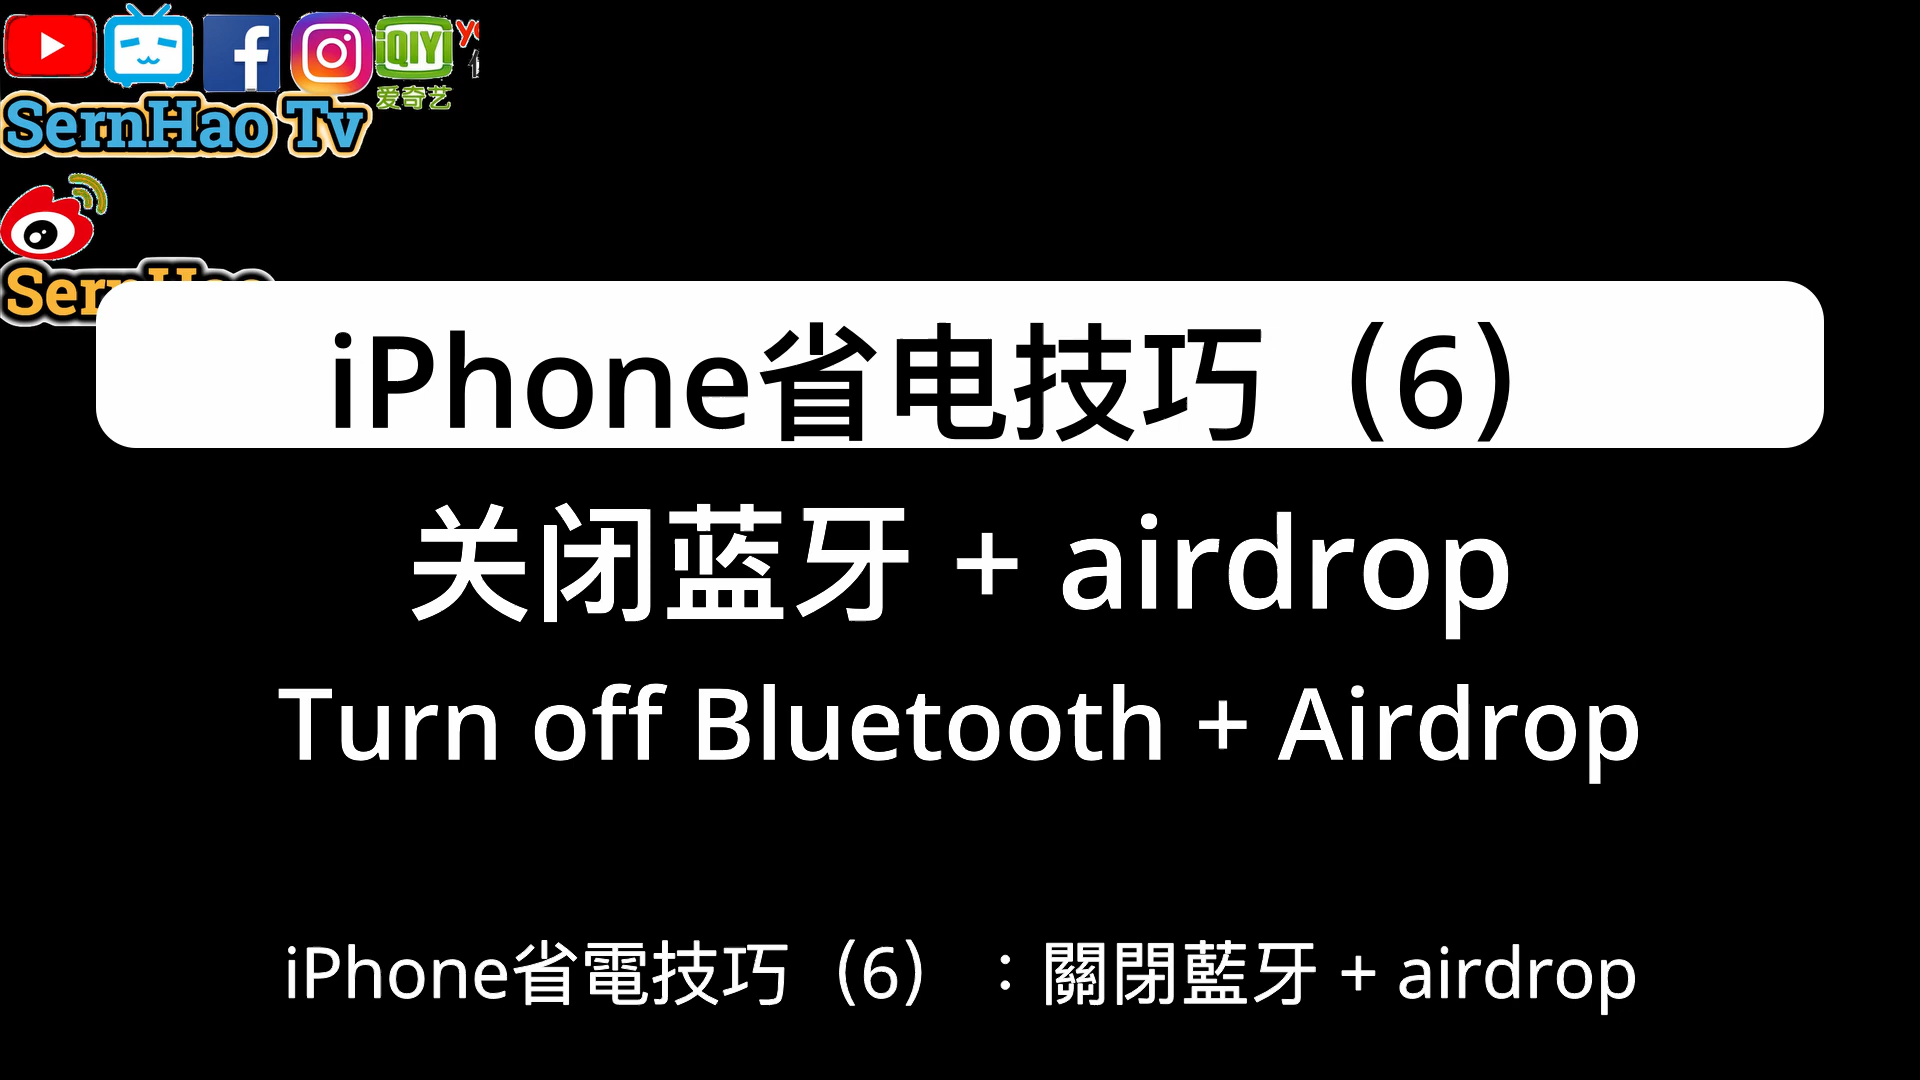 iQIYI
爱奇艺
SernHao Tv
iPhone省电技巧（6）
关闭蓝牙 + airdrop
Turn off Bluetooth + Airdrop
iPhone省電技巧（6）：關閉藍牙 + airdrop